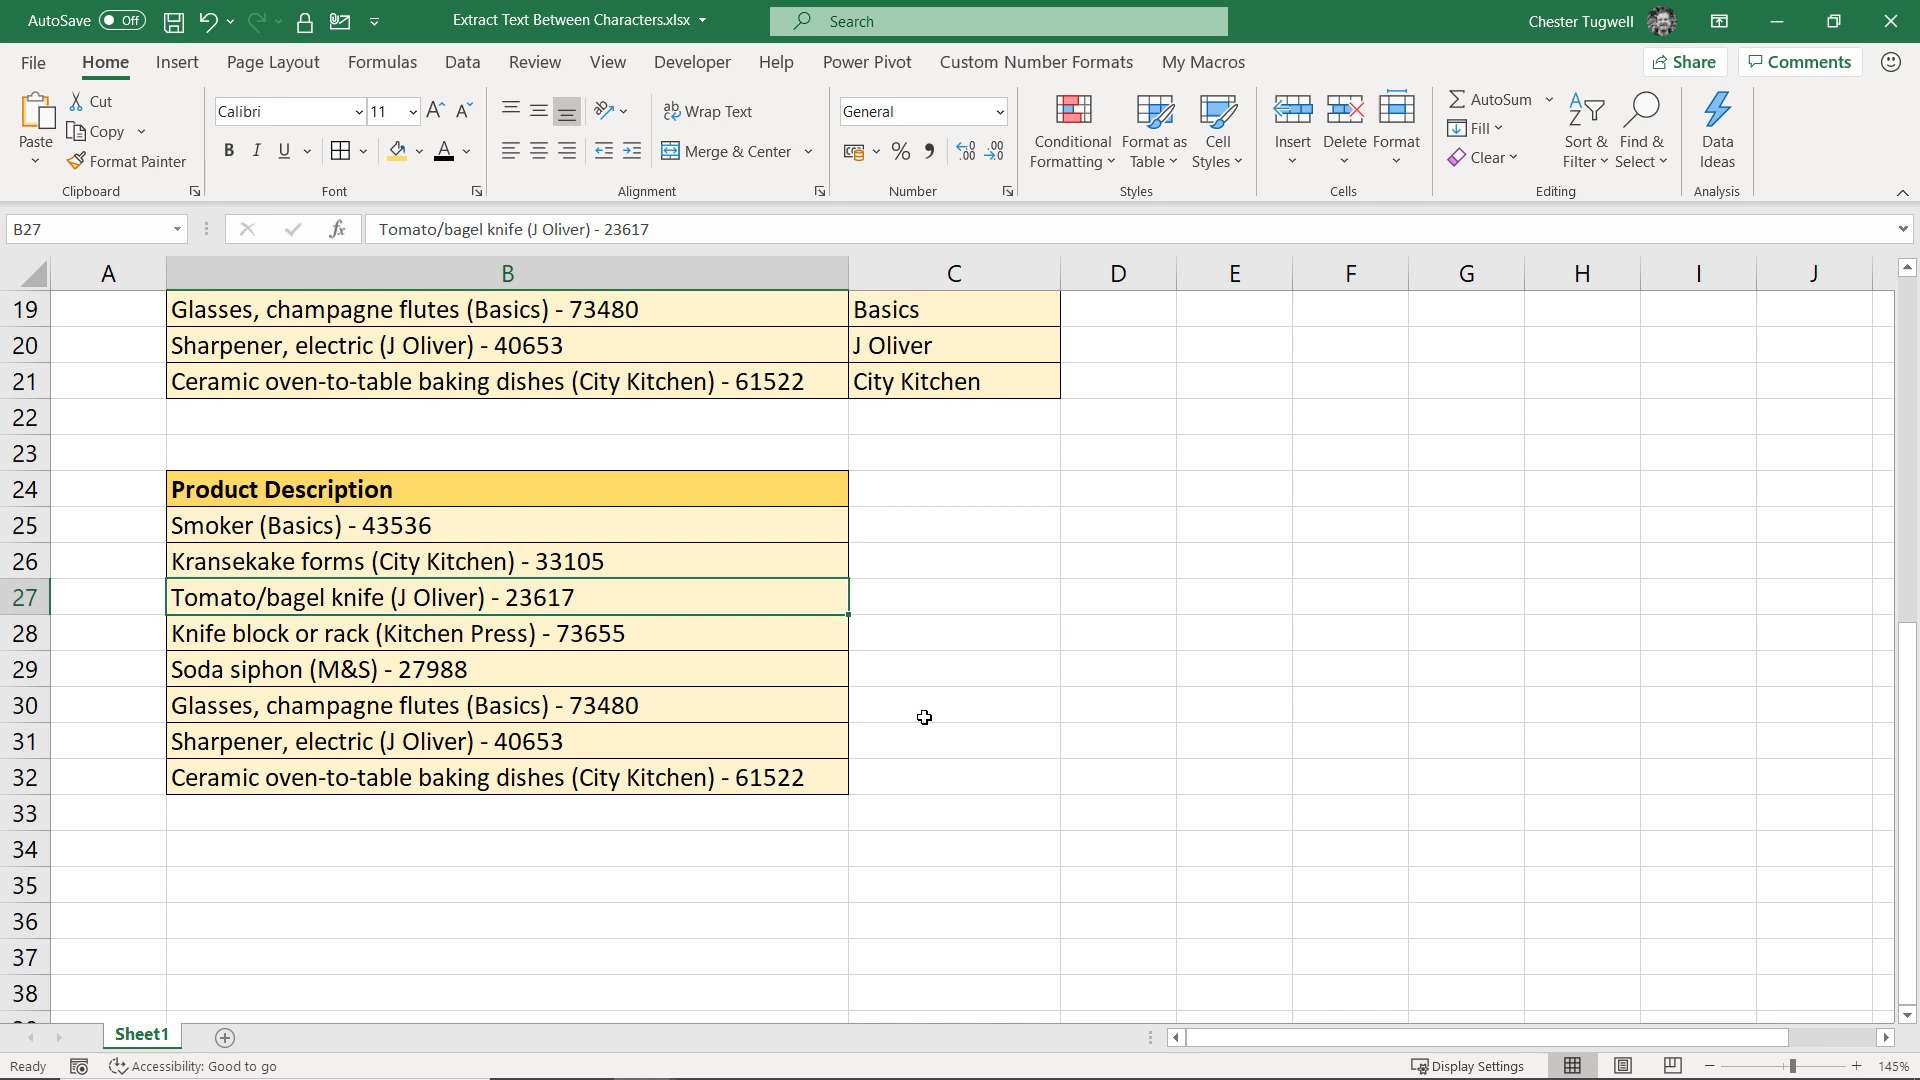 AutoSave Off Extract Text Between Characters.xlsx Search Chester Tugwell
File Home Insert Page Layout Formulas Data Review View Developer Help Power Pivot Custom Number Formats My Macros Share Comments
Paste Cut Copy Format Painter
Clipboard
Calibri 11
B I U
Font
Wrap Text
Merge & Center
Alignment
General
Number
Conditional Formatting Format as Table Cell Styles
Styles
Insert Delete Format
Cells
AutoSum
Fill
Clear
Sort & Filter Find & Select
Editing
Data Ideas
Analysis
B27 fx Tomato/bagel knife (J Oliver) - 23617
A B C D E F G H I J
19 Glasses, champagne flutes (Basics) - 73480 Basics
20 Sharpener, electric (J Oliver) - 40653 J Oliver
21 Ceramic oven-to-table baking dishes (City Kitchen) - 61522 City Kitchen
22
23
24 Product Description
25 Smoker (Basics) - 43536
26 Kransekake forms (City Kitchen) - 33105
27 Tomato/bagel knife (J Oliver) - 23617
28 Knife block or rack (Kitchen Press) - 73655
29 Soda siphon (M&S) - 27988
30 Glasses, champagne flutes (Basics) - 73480
31 Sharpener, electric (J Oliver) - 40653
32 Ceramic oven-to-table baking dishes (City Kitchen) - 61522
33
34
35
36
37
38
Sheet1
Ready Accessibility: Good to go Display Settings 145%